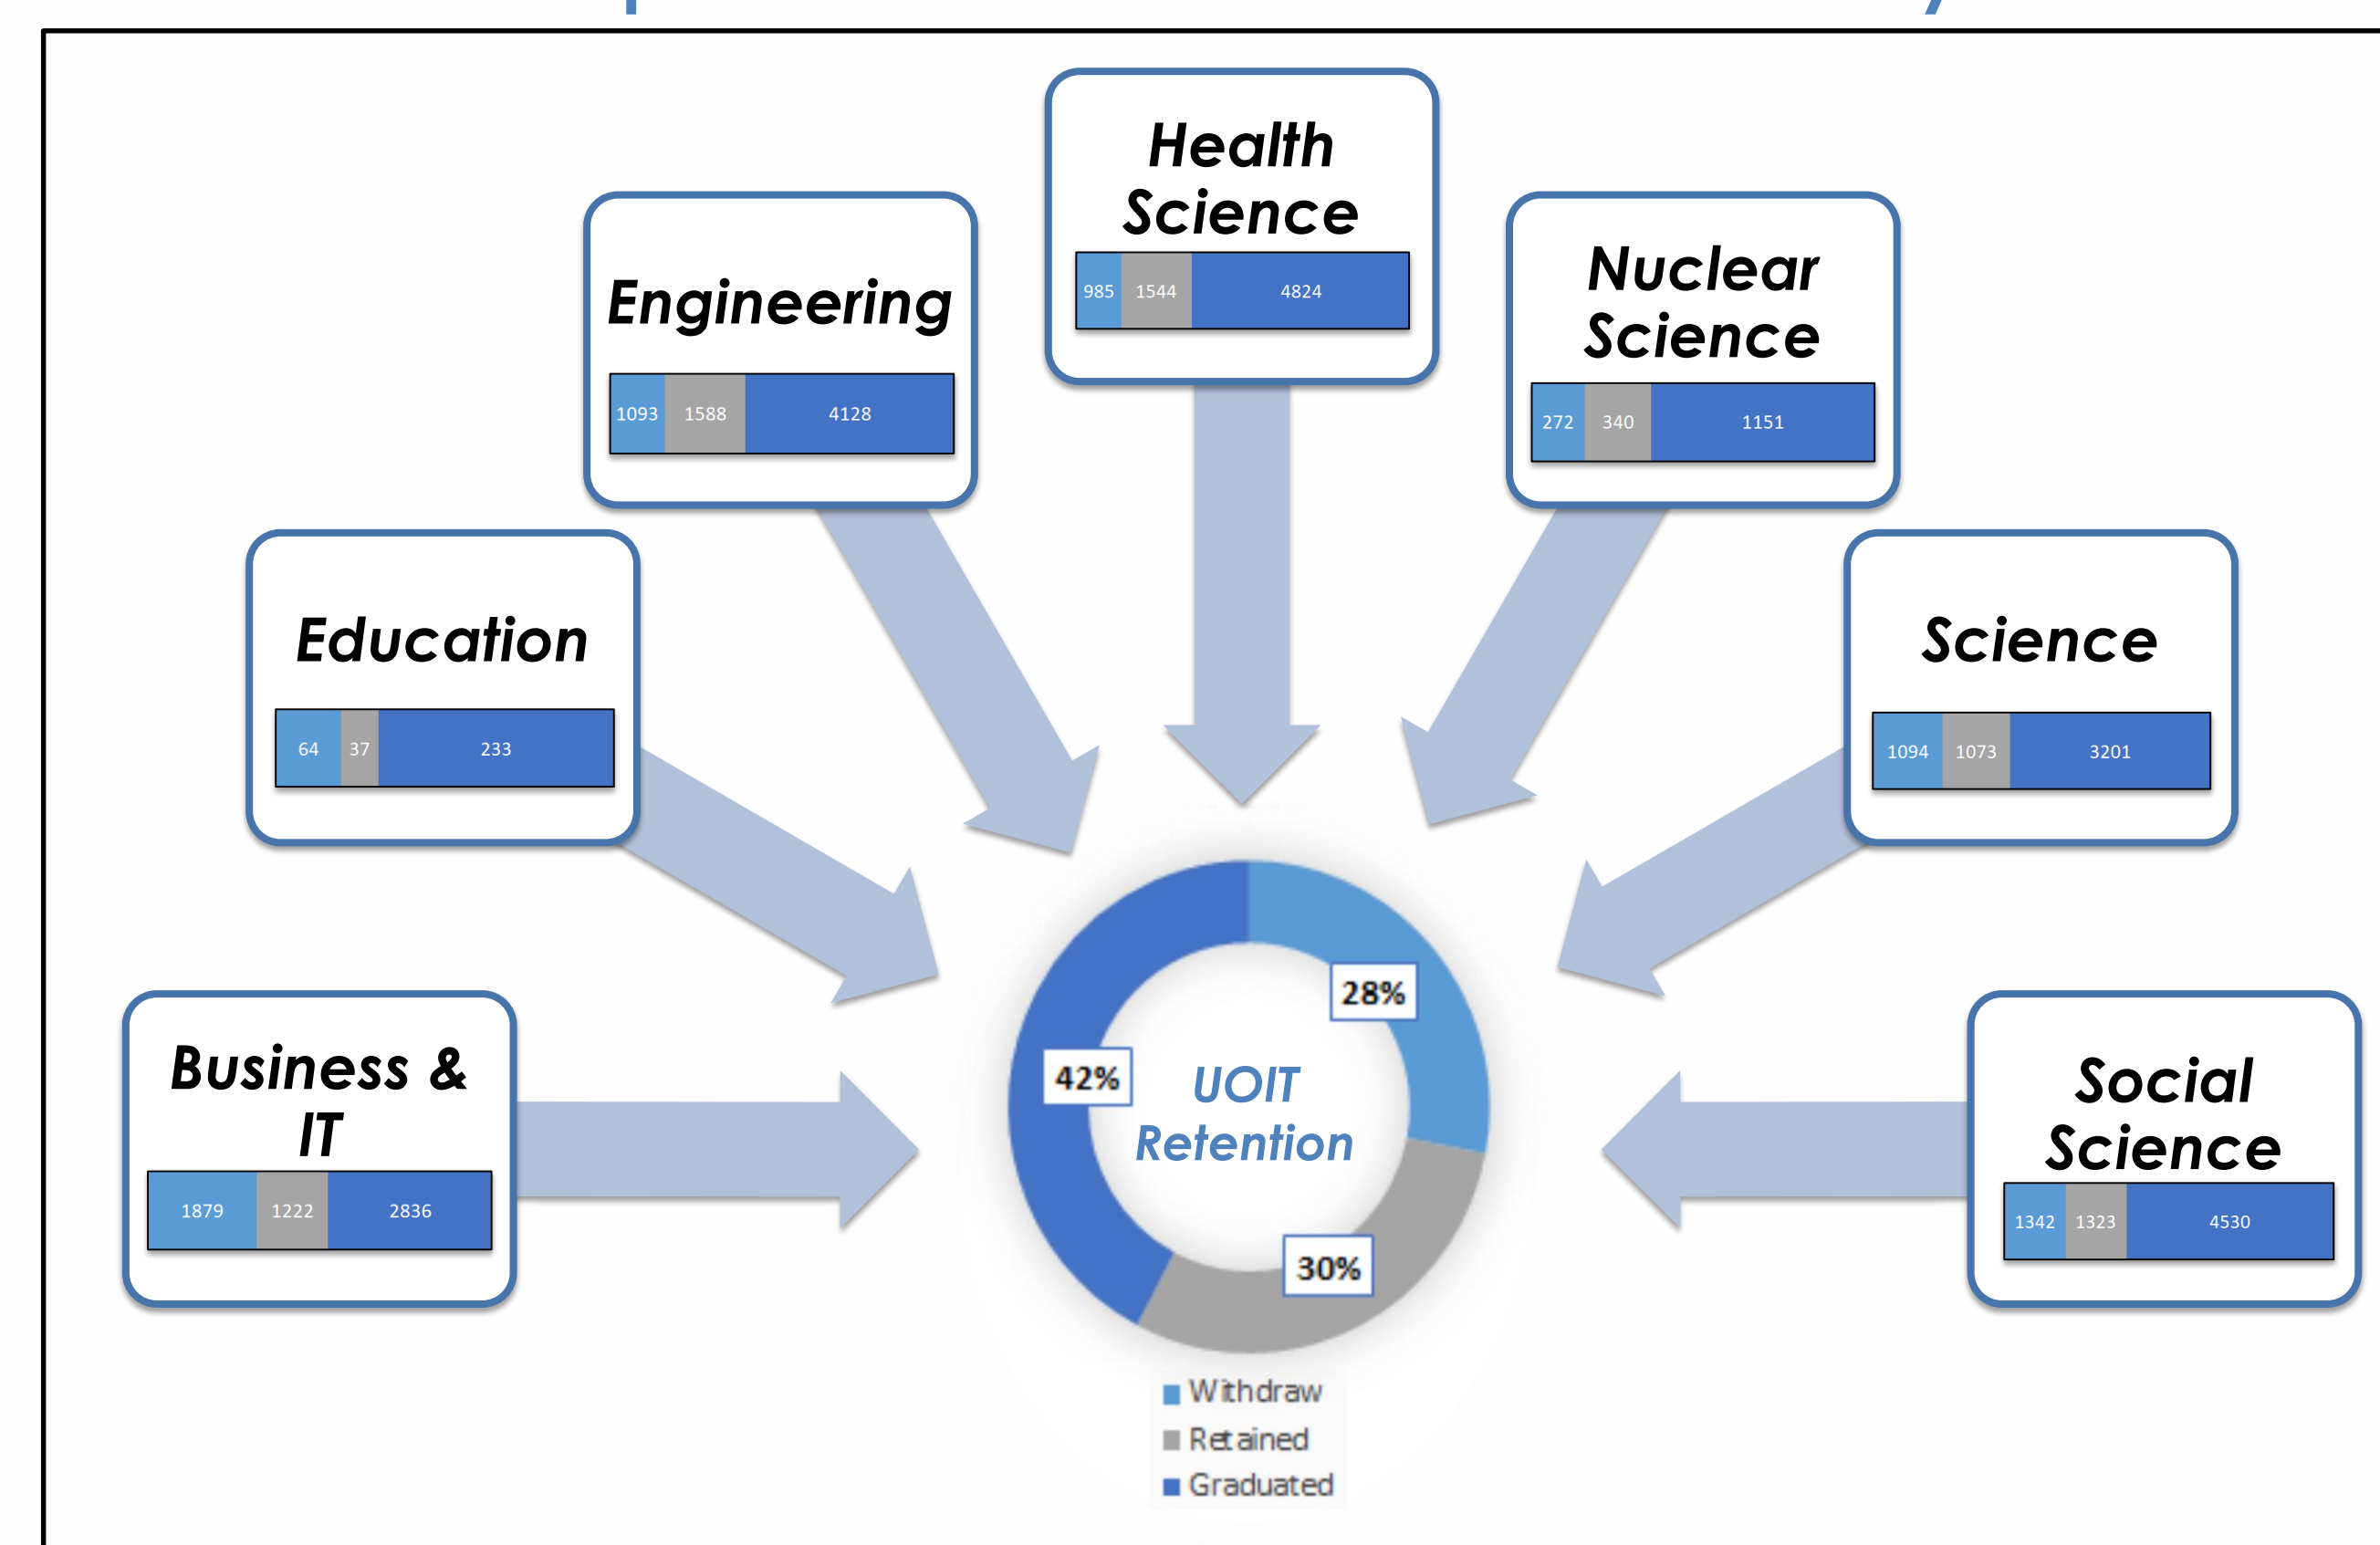 Health
Science
985 1544 4824
Engineering
1093 1588 4128
Nuclear
Science
272 340 1151
Education
64 37 233
Science
1094 1073 3201
Business &
IT
1879 1222 2836
Social
Science
1342 1323 4530
28%
42%
UOIT
Retention
30%
Withdraw
Retained
Graduated